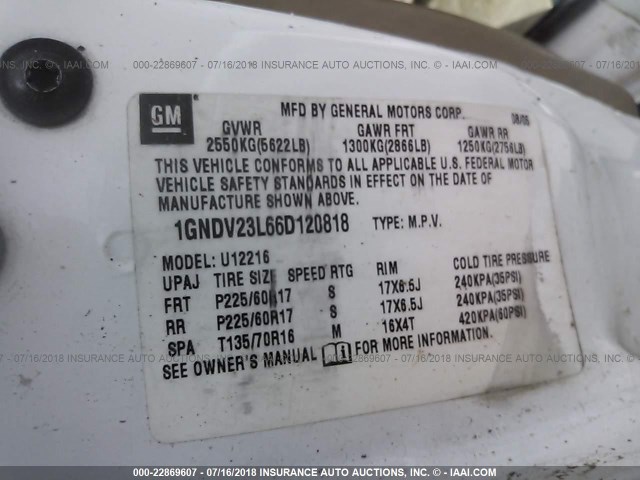 000-22869607 - 07/16/2018 INSURANCE AUTO AUCTIONS, INC. - © IAAI.COM
GM
MFD BY GENERAL MOTORS CORP. 08/05
GVWR GAWR FRT GAWR RR
2550KG(5622LB) 1300KG(2866LB) 1250KG(2756LB)
THIS VEHICLE CONFORMS TO ALL APPLICABLE U.S. FEDERAL MOTOR
VEHICLE SAFETY STANDARDS IN EFFECT ON THE DATE OF
MANUFACTURE SHOWN ABOVE.
1GNDV23L66D120818 TYPE: M.P.V.
MODEL: U12216
UPAJ TIRE SIZE SPEED RTG RIM COLD TIRE PRESSURE
FRT P225/60R17 S 17X6.5J 240KPA(35PSI)
RR P225/60R17 S 17X6.5J 240KPA(35PSI)
SPA T135/70R16 M 16X4T 420KPA(60PSI)
SEE OWNER'S MANUAL i FOR MORE INFORMATION.
000-22869607 - 07/16/2018 INSURANCE AUTO AUCTIONS, INC. - © IAAI.COM
000-22869607 - 07/16/2018 INSURANCE AUTO AUCTIONS, INC. - © IAAI.COM